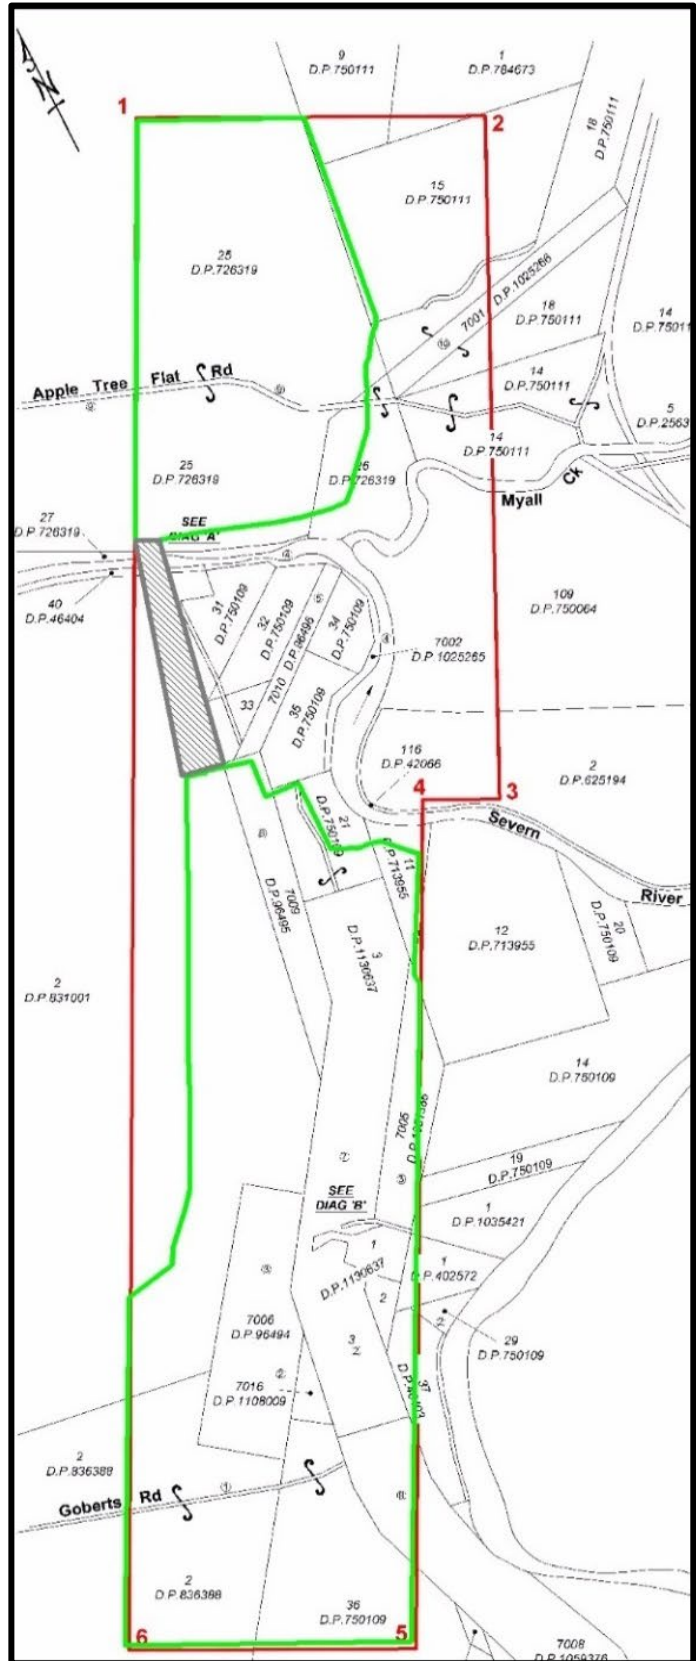 9
D.P.750111
1
D.P.784673
1
2
18
D.P.750111
15
D.P.750111
25
D.P.726319
7001 D.P.1025266
18
D.P.750111
14
14
D.P.750111
Apple Tree Flat Rd
5
14
D.P.750111
25
D.P.726319
26
D.P.726319
Myall Ck
27
D.P.726319
SEE
DIAG 'A'
40
D.P.46404
31
D.P.750109
32
D.P.750109
7010 D.P.96495
34
D.P.750109
109
D.P.750064
7002
D.P.1025265
33
35
D.P.750109
116
D.P.42066
2
D.P.625194
4
3
Severn River
21
D.P.750109
11
D.P.713955
7009
D.P.96495
12
D.P.713955
20
D.P.750109
3
D.P.1130637
2
D.P.831001
14
D.P.750109
7005
19
D.P.750109
SEE
DIAG 'B'
1
D.P.1035421
1
D.P.1130637
1
D.P.402572
2
7006
D.P.96494
3
29
D.P.750109
7016
D.P.1108009
37
2
D.P.836388
Goberts Rd
2
D.P.836388
36
D.P.750109
6
5
7008
D.P.1059376